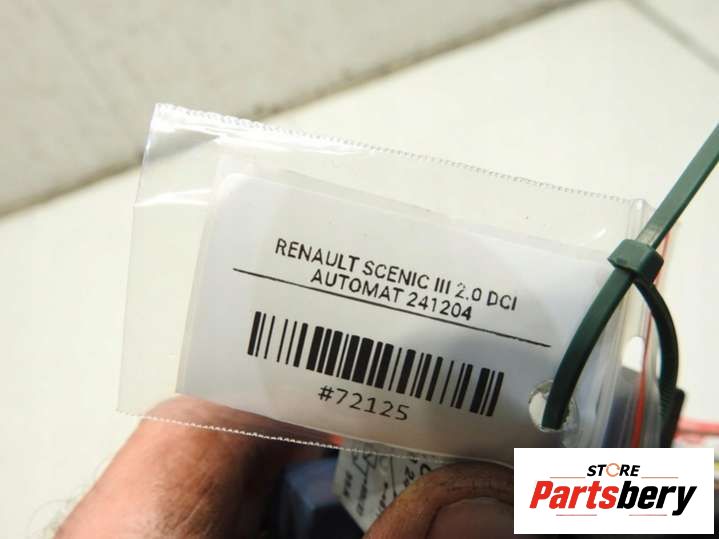 RENAULT SCENIC III 2.0 DCI
AUTOMAT 241204
#72125
STORE
Partsbery